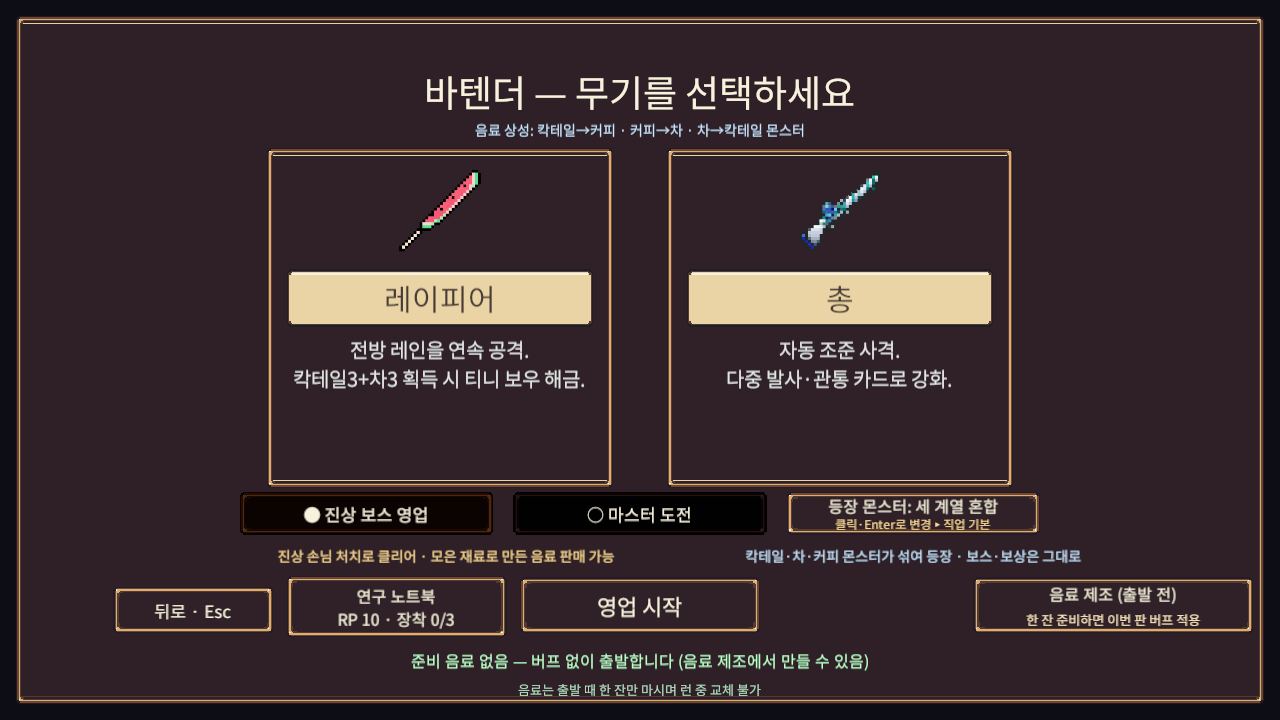 바텐더 — 무기를 선택하세요
음료 상성: 칵테일→커피 · 커피→차 · 차→칵테일 몬스터
레이피어
전방 레인을 연속 공격.
칵테일3+차3 획득 시 티니 보우 해금.
총
자동 조준 사격.
다중 발사·관통 카드로 강화.
● 진상 보스 영업
○ 마스터 도전
등장 몬스터: 세 계열 혼합
클릭·Enter로 변경 ▸ 직업 기본
진상 손님 처치로 클리어 · 모은 재료로 만든 음료 판매 가능
칵테일·차·커피 몬스터가 섞여 등장 · 보스·보상은 그대로
뒤로 · Esc
연구 노트북
RP 10 · 장착 0/3
영업 시작
음료 제조 (출발 전)
한 잔 준비하면 이번 판 버프 적용
준비 음료 없음 — 버프 없이 출발합니다 (음료 제조에서 만들 수 있음)
음료는 출발 때 한 잔만 마시며 런 중 교체 불가